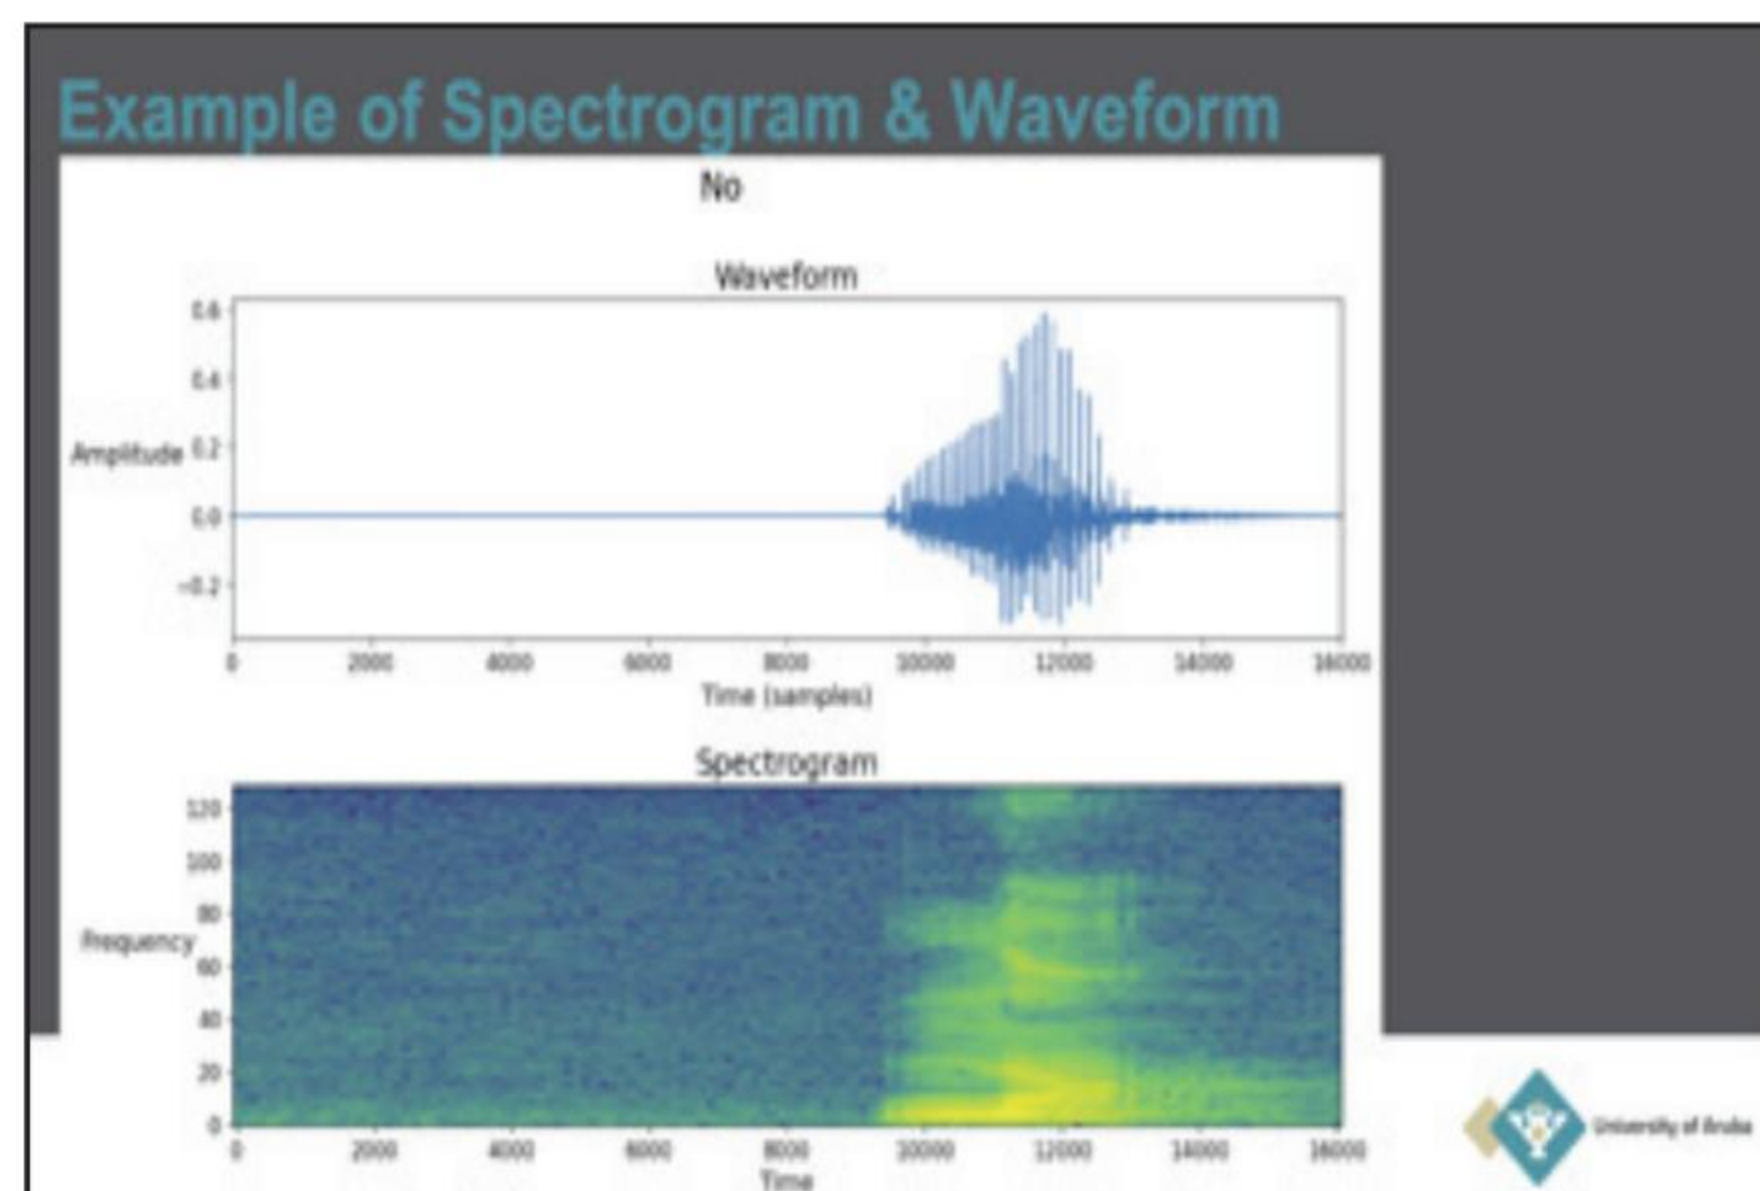 Example of Spectrogram & Waveform
No
Waveform
0.6
0.4
Amplitude 0.2
0.0
-0.2
0 2000 4000 6000 8000 10000 12000 14000 16000
Time (samples)
Spectrogram
120
100
80
Frequency
60
40
20
0
0 2000 4000 6000 8000 10000 12000 14000 16000
Time
University of Aruba